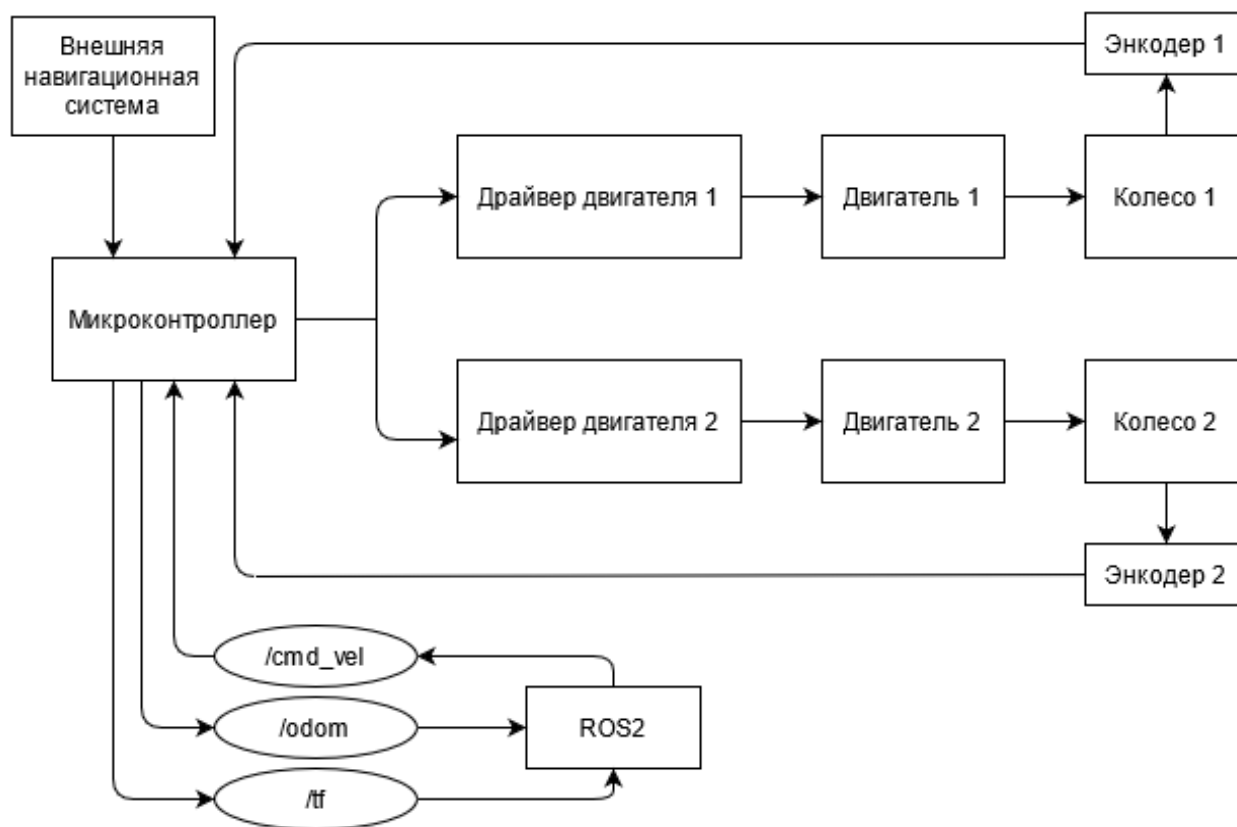 Внешняя
навигационная
система
Энкодер 1
Драйвер двигателя 1
Двигатель 1
Колесо 1
Микроконтроллер
Драйвер двигателя 2
Двигатель 2
Колесо 2
Энкодер 2
/cmd_vel
/odom
ROS2
/tf